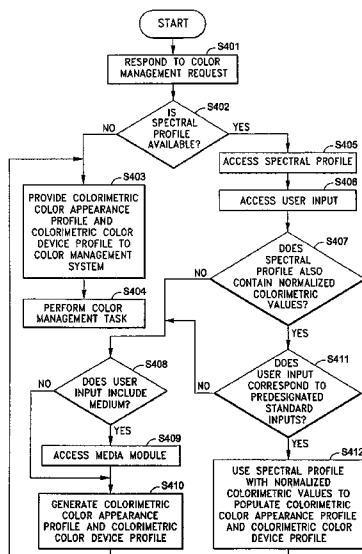 START
S401
RESPOND TO COLOR
MANAGEMENT REQUEST
S402
IS
SPECTRAL
PROFILE
AVAILABLE?
NO
YES
S405
ACCESS SPECTRAL PROFILE
S406
ACCESS USER INPUT
S403
PROVIDE COLORIMETRIC
COLOR APPEARANCE
PROFILE AND
COLORIMETRIC COLOR
DEVICE PROFILE TO
COLOR MANAGEMENT
SYSTEM
S404
PERFORM COLOR
MANAGEMENT TASK
S407
DOES
SPECTRAL
PROFILE ALSO
CONTAIN NORMALIZED
COLORIMETRIC
VALUES?
NO
YES
S411
DOES
USER INPUT
CORRESPOND TO
PREDESIGNATED
STANDARD
INPUTS?
NO
YES
S408
DOES USER
INPUT INCLUDE
MEDIUM?
NO
YES
S409
ACCESS MEDIA MODULE
S410
GENERATE COLORIMETRIC
COLOR APPEARANCE
PROFILE AND COLORIMETRIC
COLOR DEVICE PROFILE
S412
USE SPECTRAL PROFILE
WITH NORMALIZED
COLORIMETRIC VALUES TO
POPULATE COLORIMETRIC
COLOR APPEARANCE PROFILE
AND COLORIMETRIC COLOR
DEVICE PROFILE